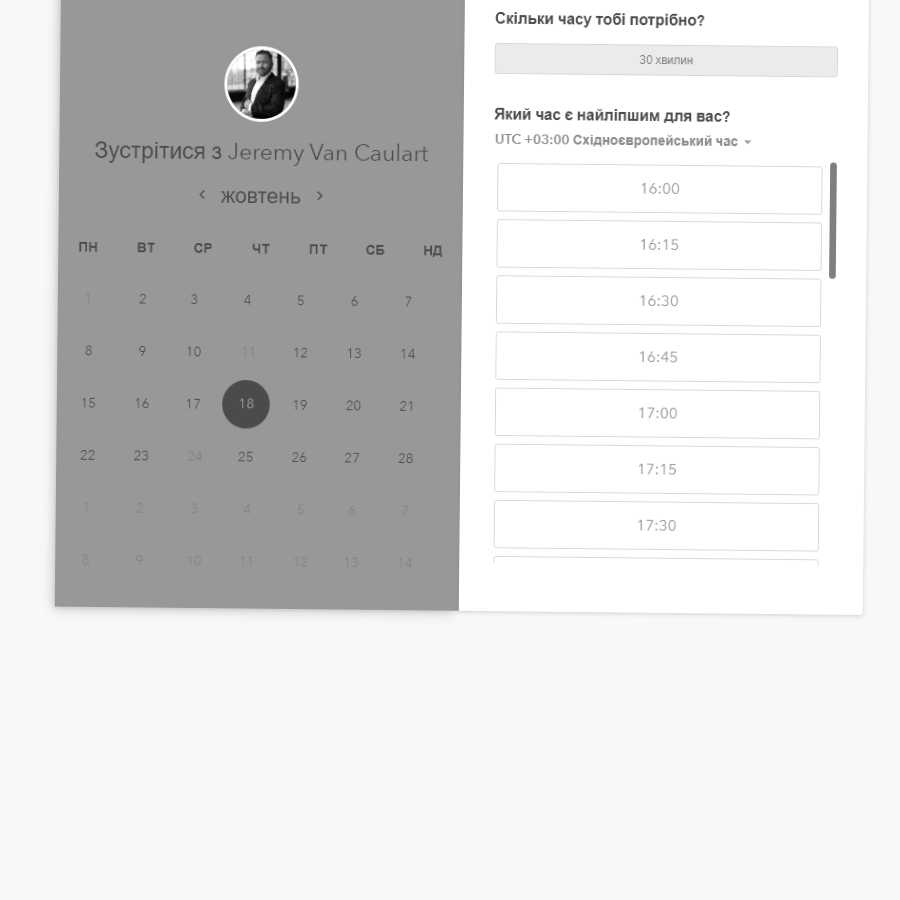 Зустрітися з Jeremy Van Caulart
жовтень
ПН ВТ СР ЧТ ПТ СБ НД
1 2 3 4 5 6 7
8 9 10 11 12 13 14
15 16 17 18 19 20 21
22 23 24 25 26 27 28
1 2 3 4 5 6 7
8 9 10 11 12 13 14
Скільки часу тобі потрібно?
30 хвилин
Який час є найліпшим для вас?
UTC +03:00 Східноєвропейський час
16:00
16:15
16:30
16:45
17:00
17:15
17:30